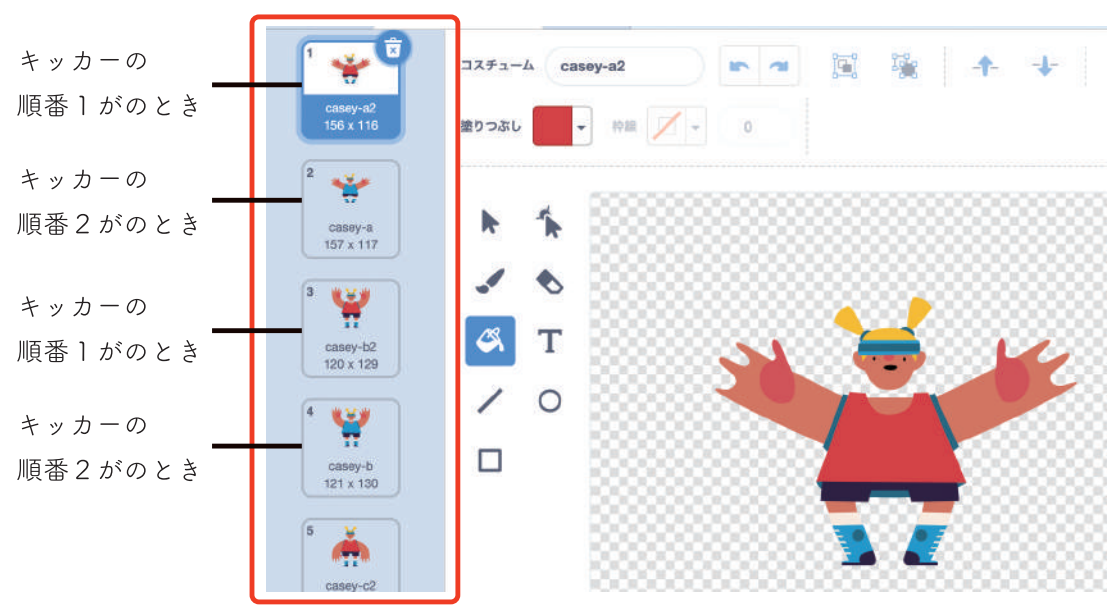 キッカーの
順番１がのとき
キッカーの
順番２がのとき
キッカーの
順番１がのとき
キッカーの
順番２がのとき
1
casey-a2
156 x 116
2
casey-a
157 x 117
3
casey-b2
120 x 129
4
casey-b
121 x 130
5
casey-c2
コスチューム
casey-a2
塗りつぶし
枠線
0
T